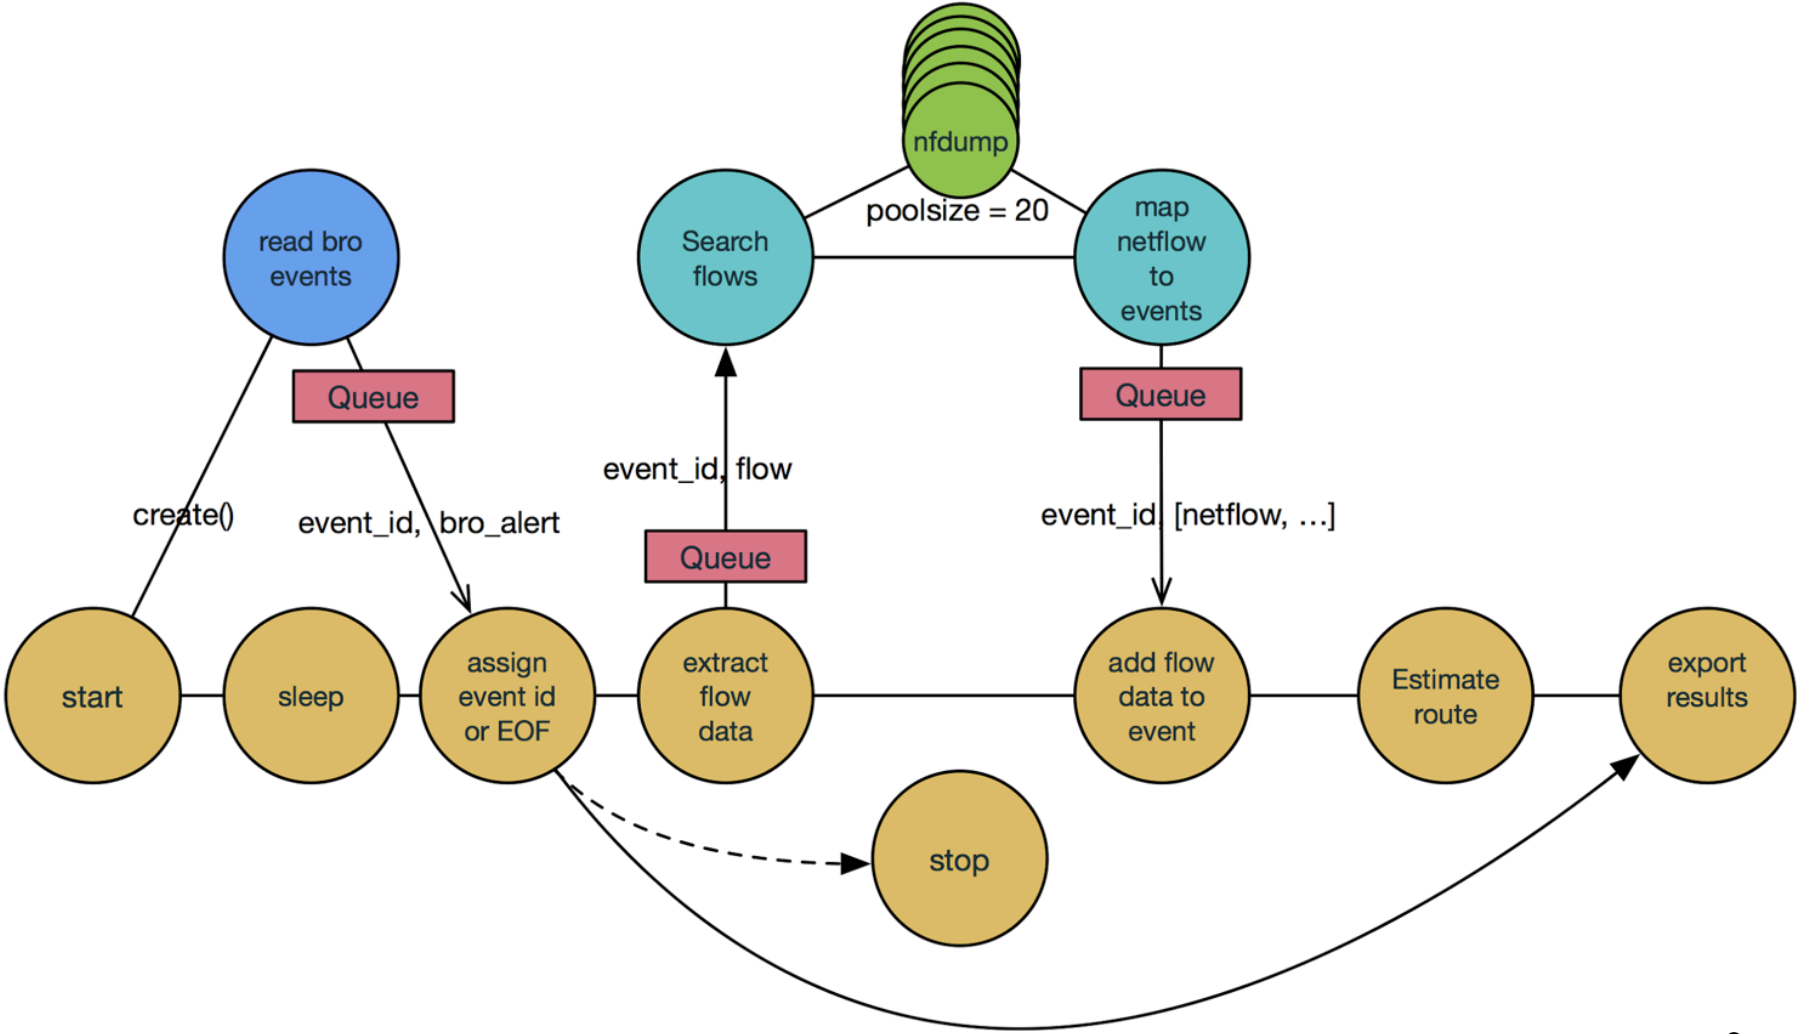 nfdump
poolsize = 20
read bro
events
Search
flows
map
netflow
to
events
Queue
Queue
event_id, flow
create()
event_id, bro_alert
event_id, [netflow, …]
Queue
start
sleep
assign
event id
or EOF
extract
flow
data
add flow
data to
event
Estimate
route
export
results
stop